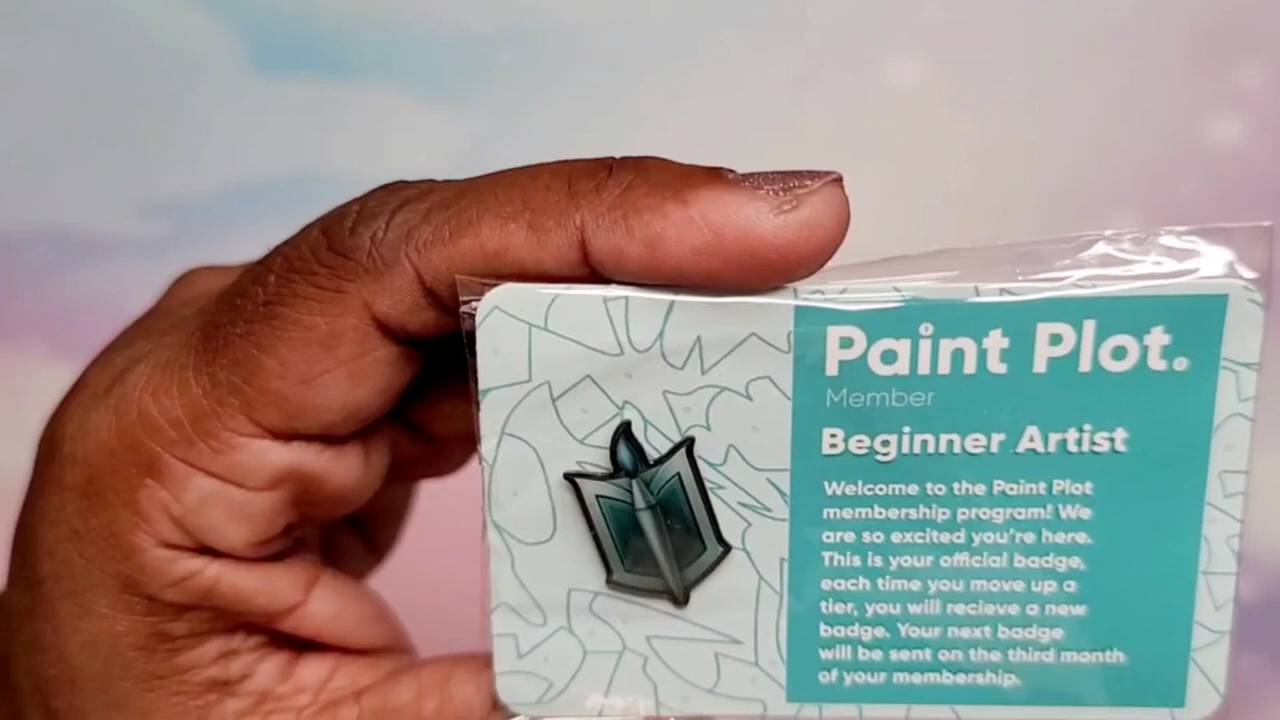 Paint Plot.
Member
Beginner Artist
Welcome to the Paint Plot
membership program! We
are so excited you're here.
This is your official badge,
each time you move up a
tier, you will recieve a new
badge. Your next badge
will be sent on the third month
of your membership.